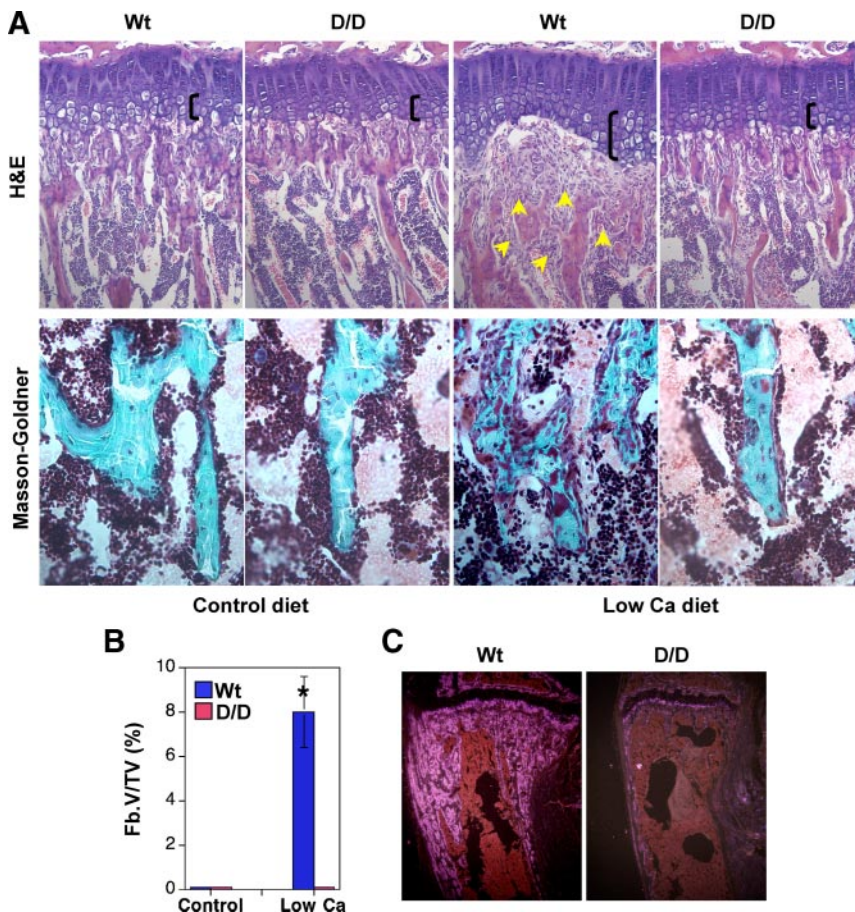 A
Wt D/D Wt D/D
H&E
Masson-Goldner
Control diet Low Ca diet
B
Fb.V/TV (%)
10
8
6
4
2
0
Wt
D/D
*
Control Low Ca
C
Wt D/D